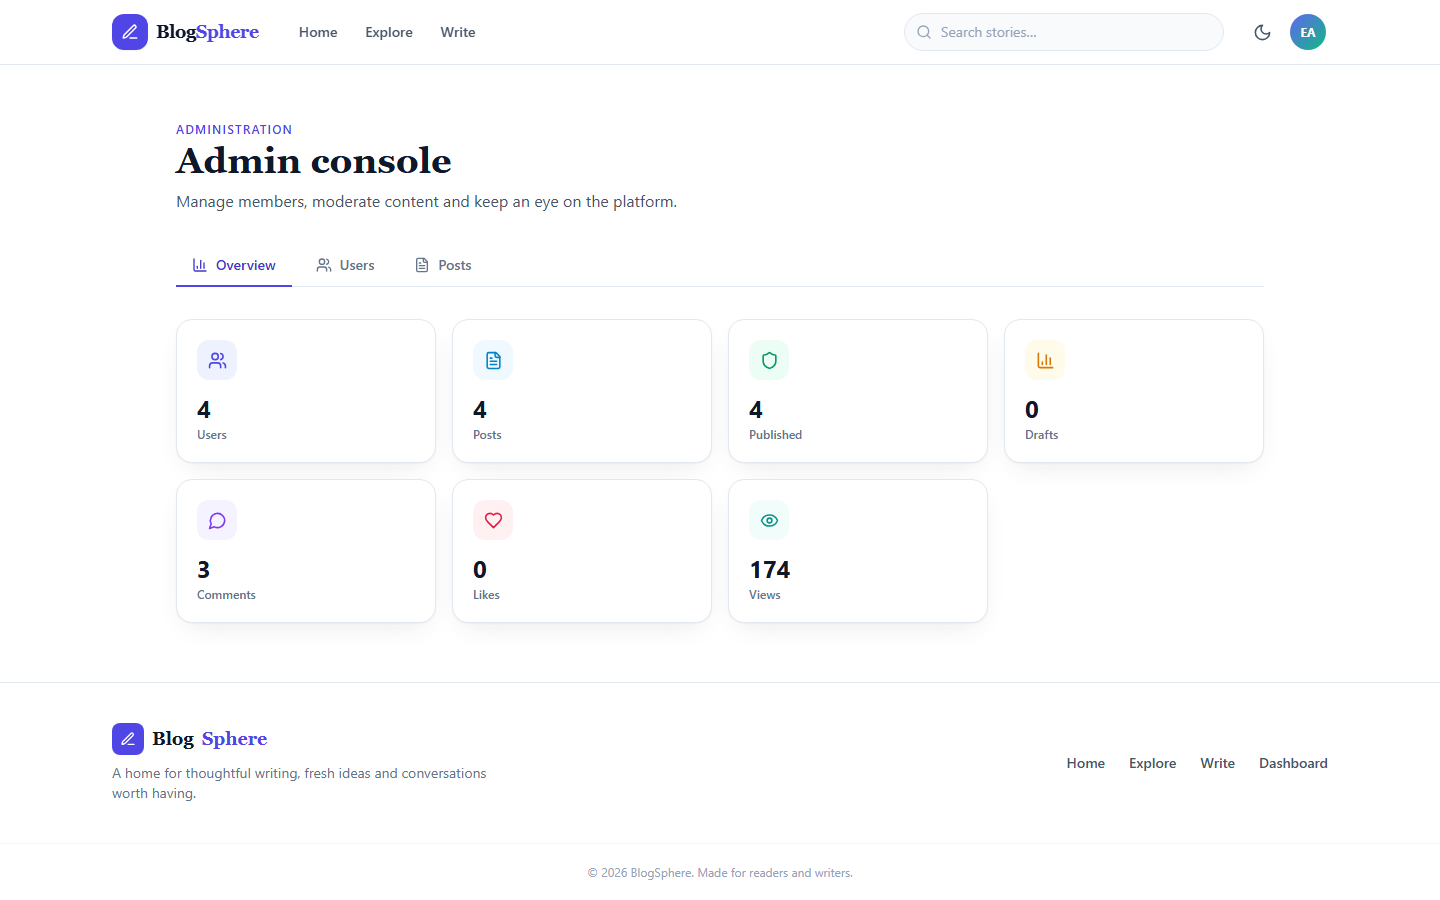 BlogSphere
Home
Explore
Write
Search stories...
EA
ADMINISTRATION
Admin console
Manage members, moderate content and keep an eye on the platform.
Overview
Users
Posts
4
Users
4
Posts
4
Published
0
Drafts
3
Comments
0
Likes
174
Views
Blog Sphere
A home for thoughtful writing, fresh ideas and conversations
worth having.
Home
Explore
Write
Dashboard
© 2026 BlogSphere. Made for readers and writers.